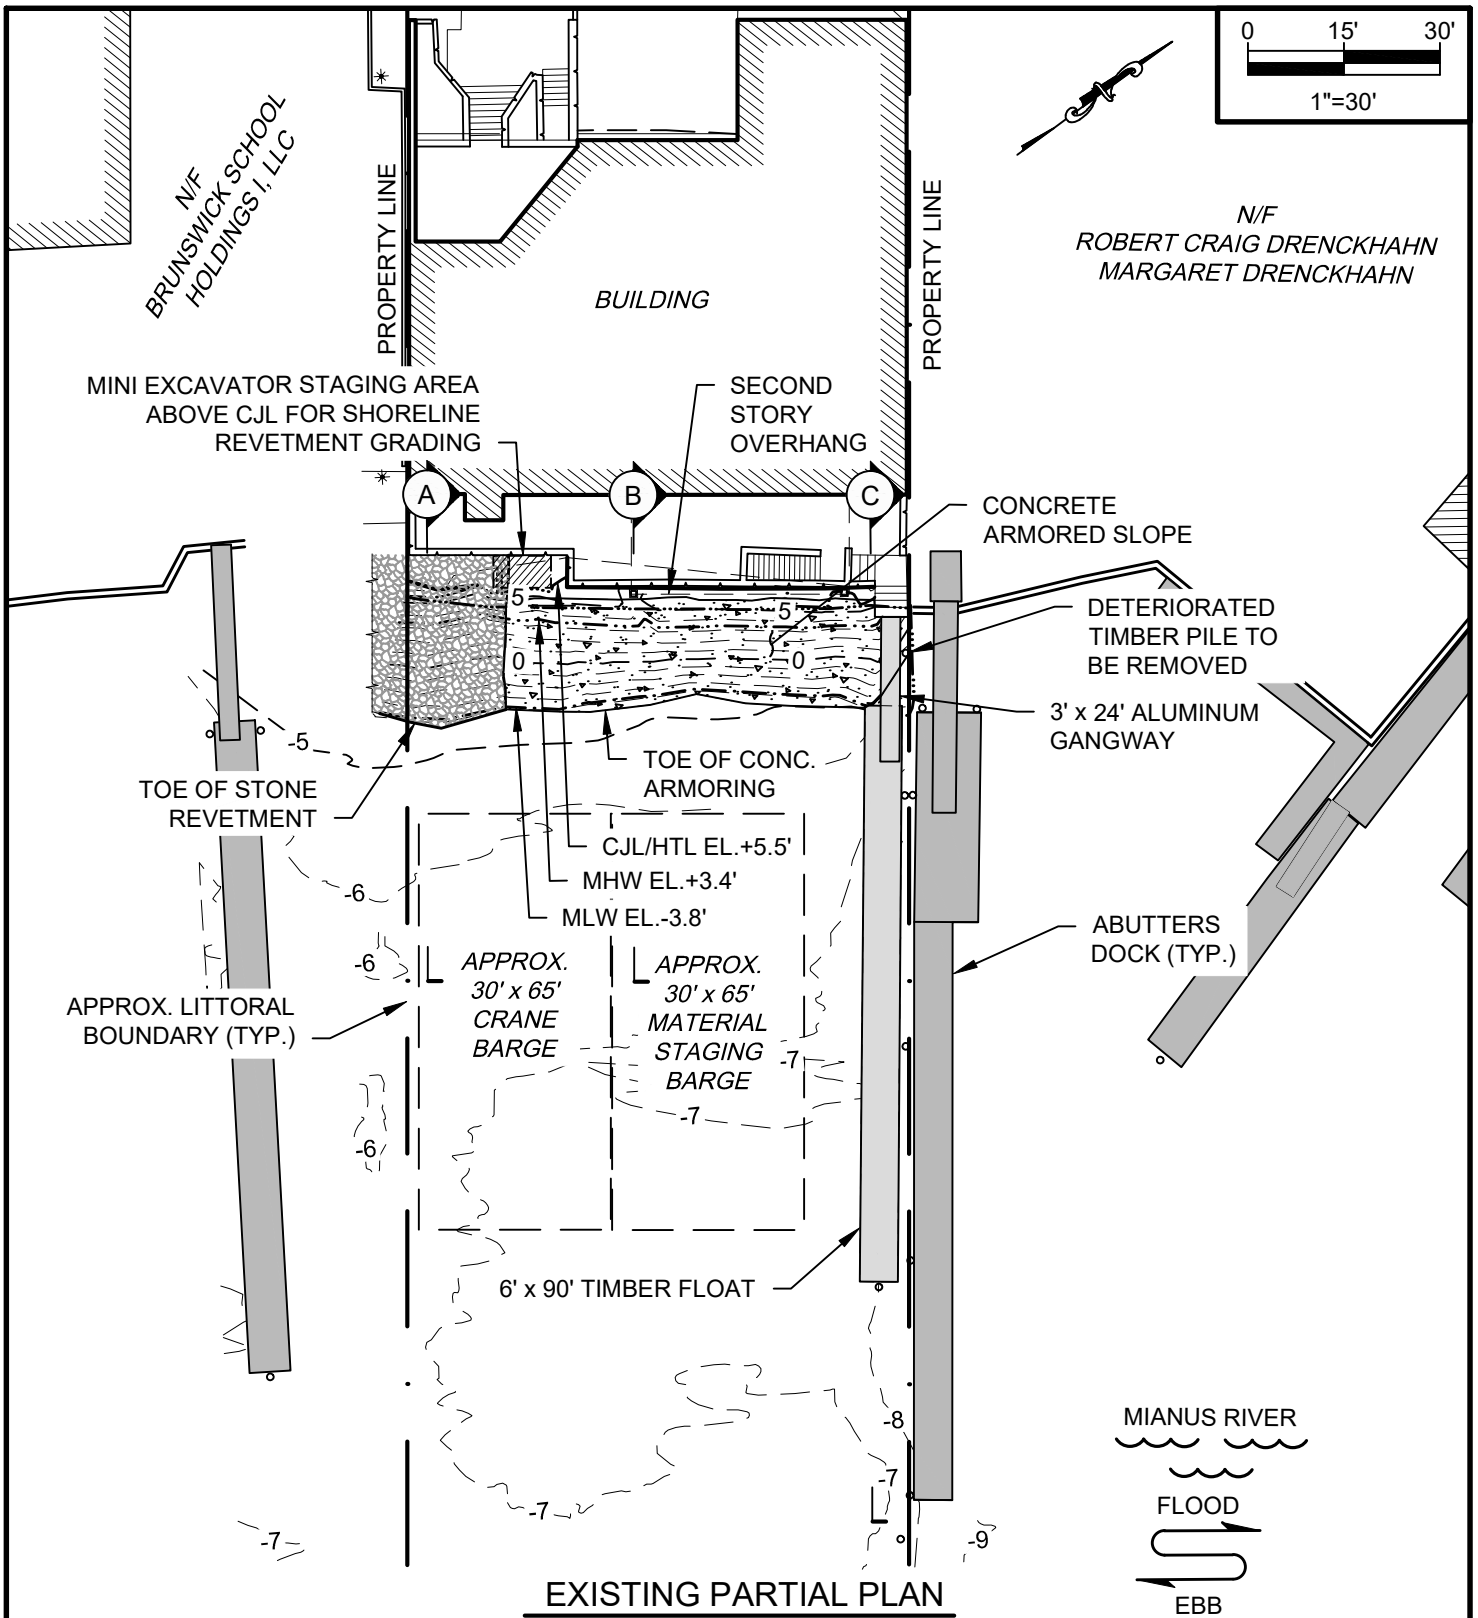 0 15' 30'
1"=30'
N/F
BRUNSWICK SCHOOL
HOLDINGS I, LLC
PROPERTY LINE
BUILDING
PROPERTY LINE
N/F
ROBERT CRAIG DRENCKHAHN
MARGARET DRENCKHAHN
MINI EXCAVATOR STAGING AREA
ABOVE CJL FOR SHORELINE
REVETMENT GRADING
SECOND
STORY
OVERHANG
A
B
C
CONCRETE
ARMORED SLOPE
5
5
0
0
DETERIORATED
TIMBER PILE TO
BE REMOVED
3' x 24' ALUMINUM
GANGWAY
-5
TOE OF CONC.
ARMORING
TOE OF STONE
REVETMENT
CJL/HTL EL.+5.5'
MHW EL.+3.4'
MLW EL.-3.8'
-6
ABUTTERS
DOCK (TYP.)
-6
APPROX.
30' x 65'
CRANE
BARGE
APPROX.
30' x 65'
MATERIAL
STAGING
BARGE
APPROX. LITTORAL
BOUNDARY (TYP.)
-7
-7
-6
6' x 90' TIMBER FLOAT
-8
-7
-7
-7
-9
MIANUS RIVER
FLOOD
EBB
EXISTING PARTIAL PLAN